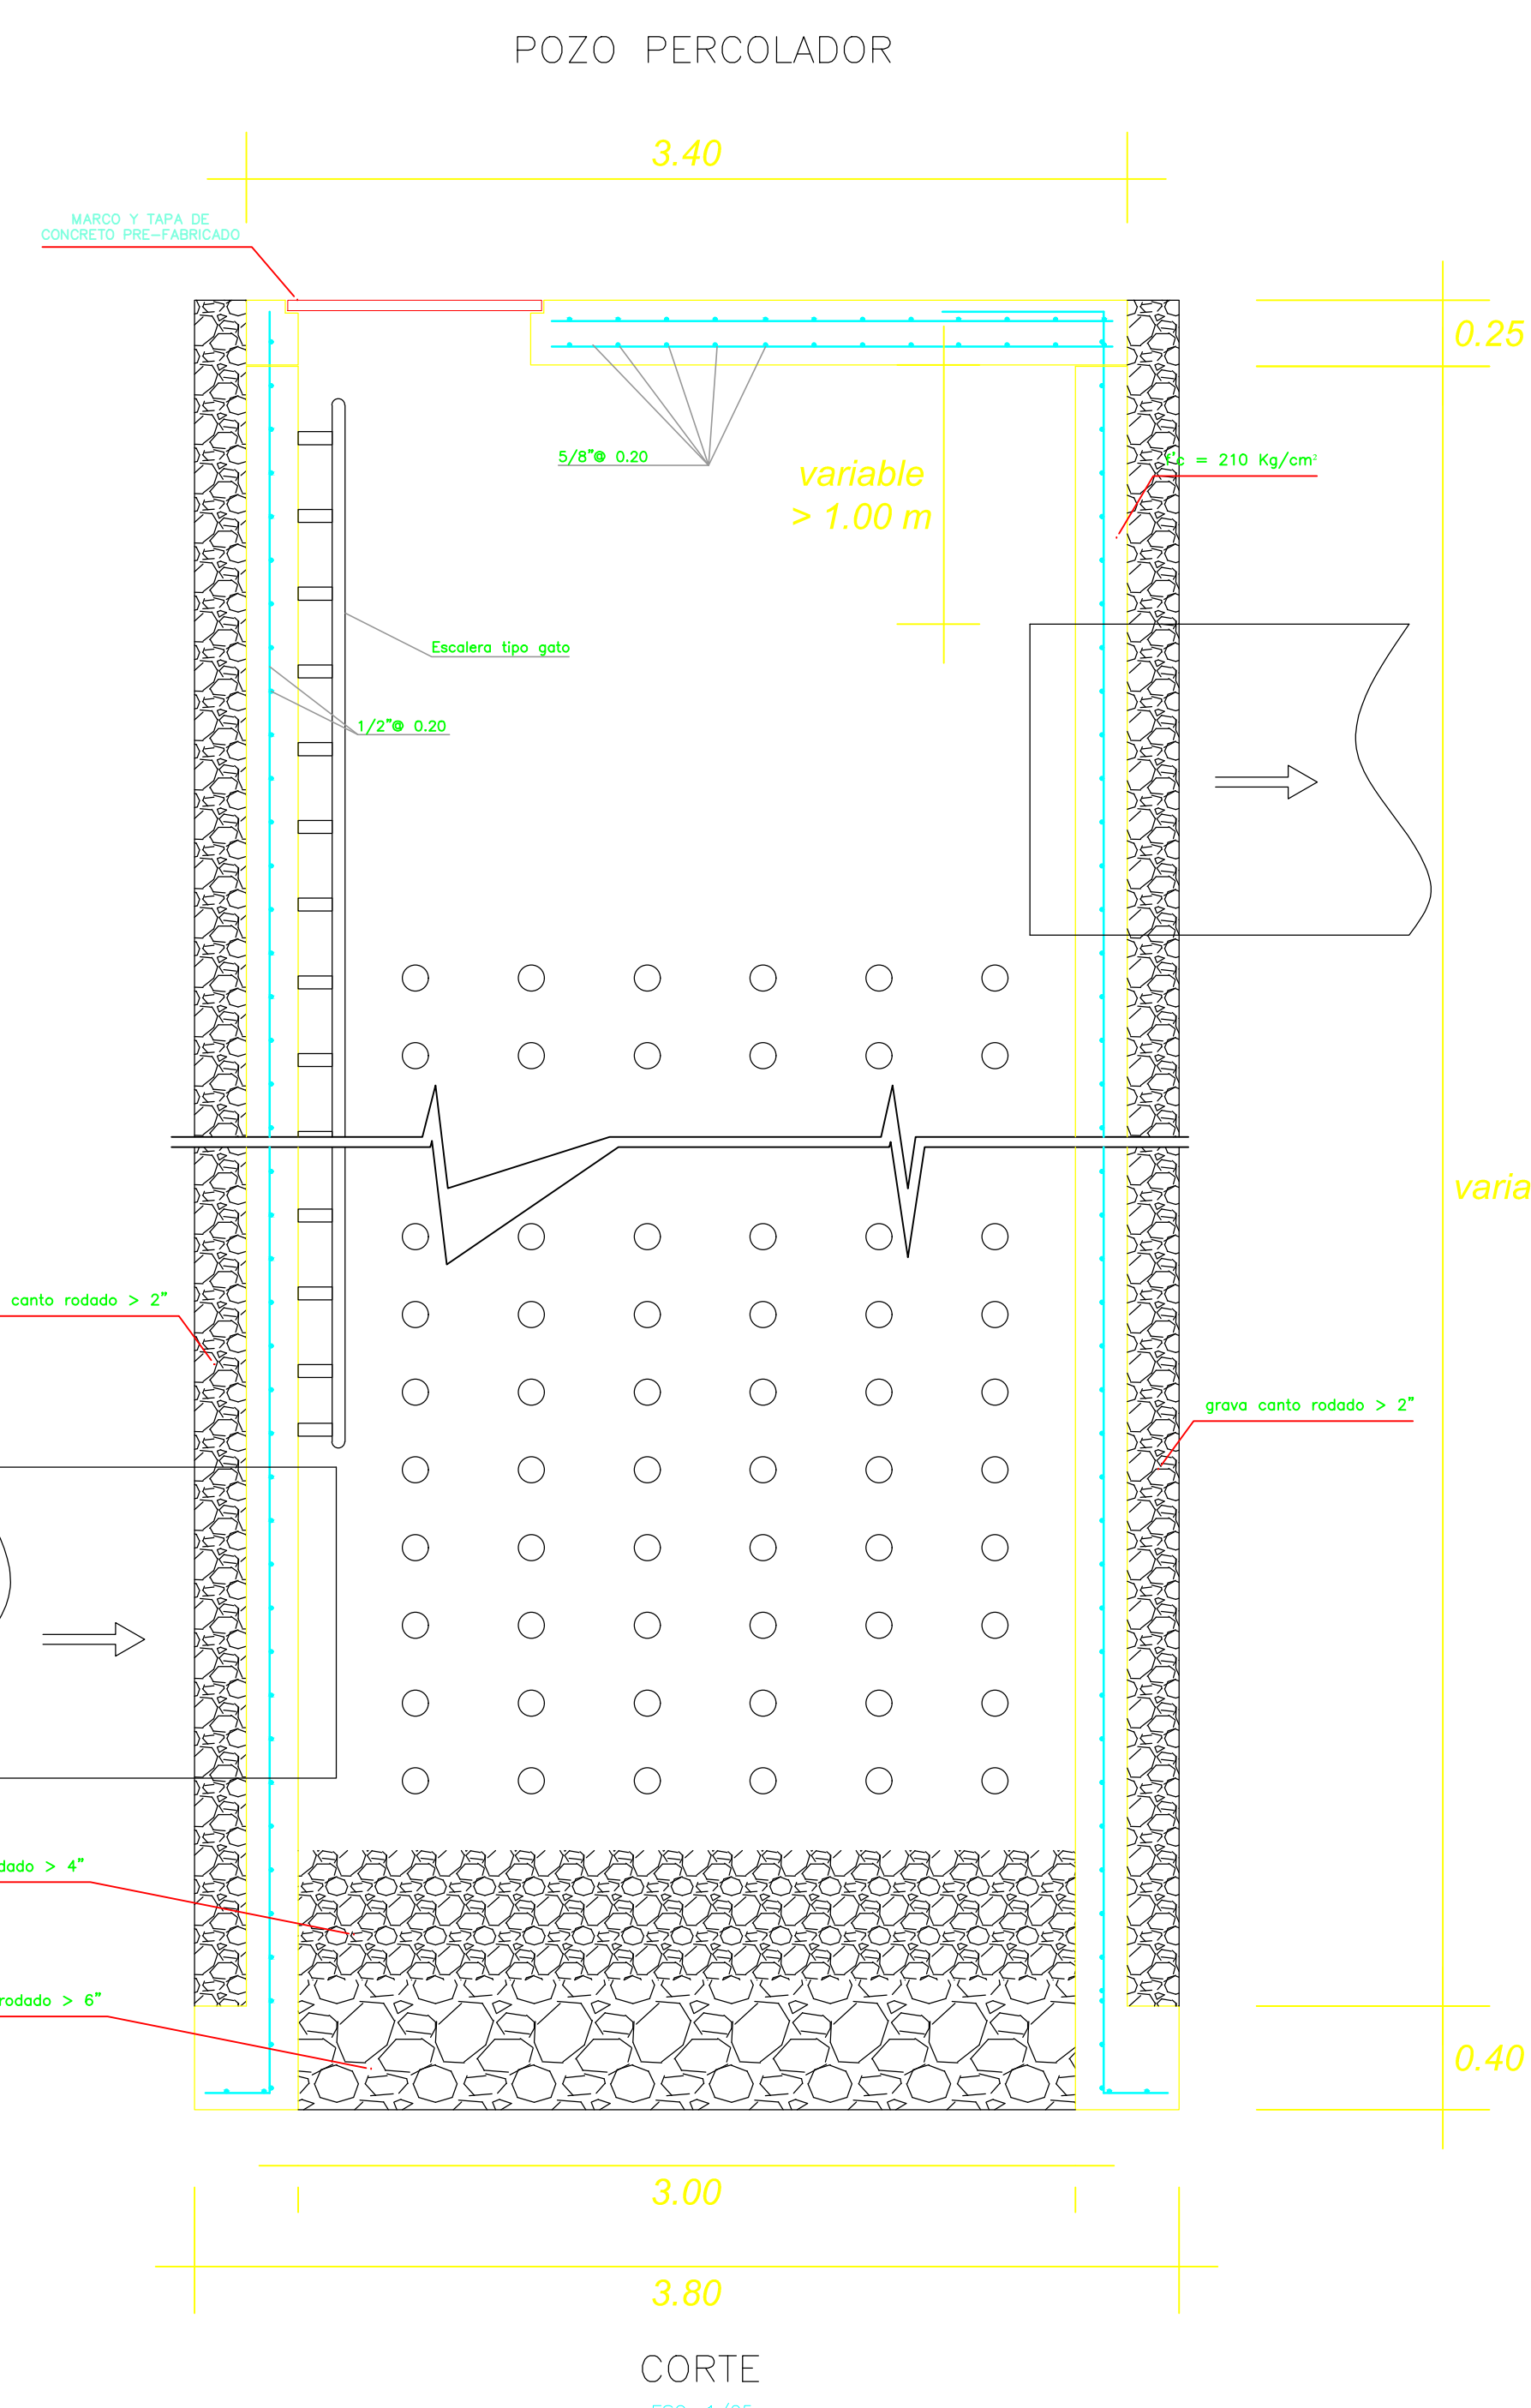 POZO PERCOLADOR
3.40
MARCO Y TAPA DE
CONCRETO PRE-FABRICADO
0.25
5/8"@ 0.20
variable
> 1.00 m
f'c = 210 Kg/cm²
Escalera tipo gato
1/2"@ 0.20
varia
canto rodado > 2"
grava canto rodado > 2"
> 4"
rodado > 6"
0.40
3.00
3.80
CORTE